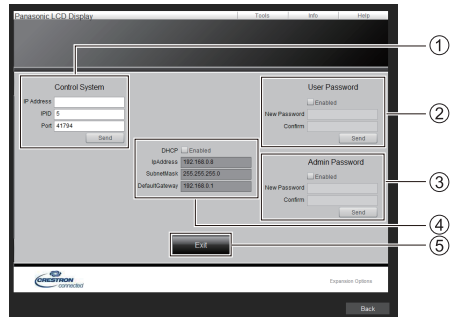 Panasonic LCD Display
Tools Info Help
①
Control System
IP Address
IPID 5
Port 41794
Send
User Password
Enabled
New Password
Confirm
Send
②
DHCP Enabled
IpAddress 192.168.0.8
SubnetMask 255.255.255.0
DefaultGateway 192.168.0.1
④
Admin Password
Enabled
New Password
Confirm
Send
③
Exit
⑤
CRESTRON
connected
Expansion Options
Back